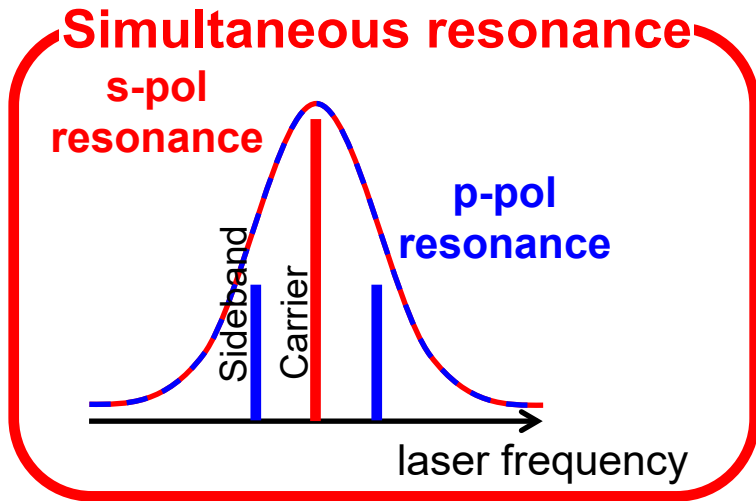 Simultaneous resonance
s-pol
resonance
p-pol
resonance
Sideband
Carrier
laser frequency